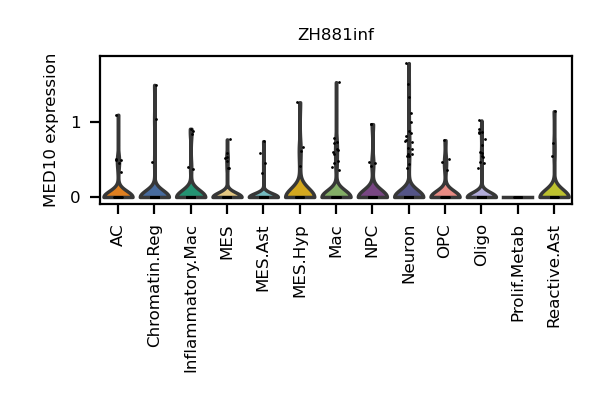 ZH881inf
MED10 expression
1
0
AC
Chromatin.Reg
Inflammatory.Mac
MES
MES.Ast
MES.Hyp
Mac
NPC
Neuron
OPC
Oligo
Prolif.Metab
Reactive.Ast